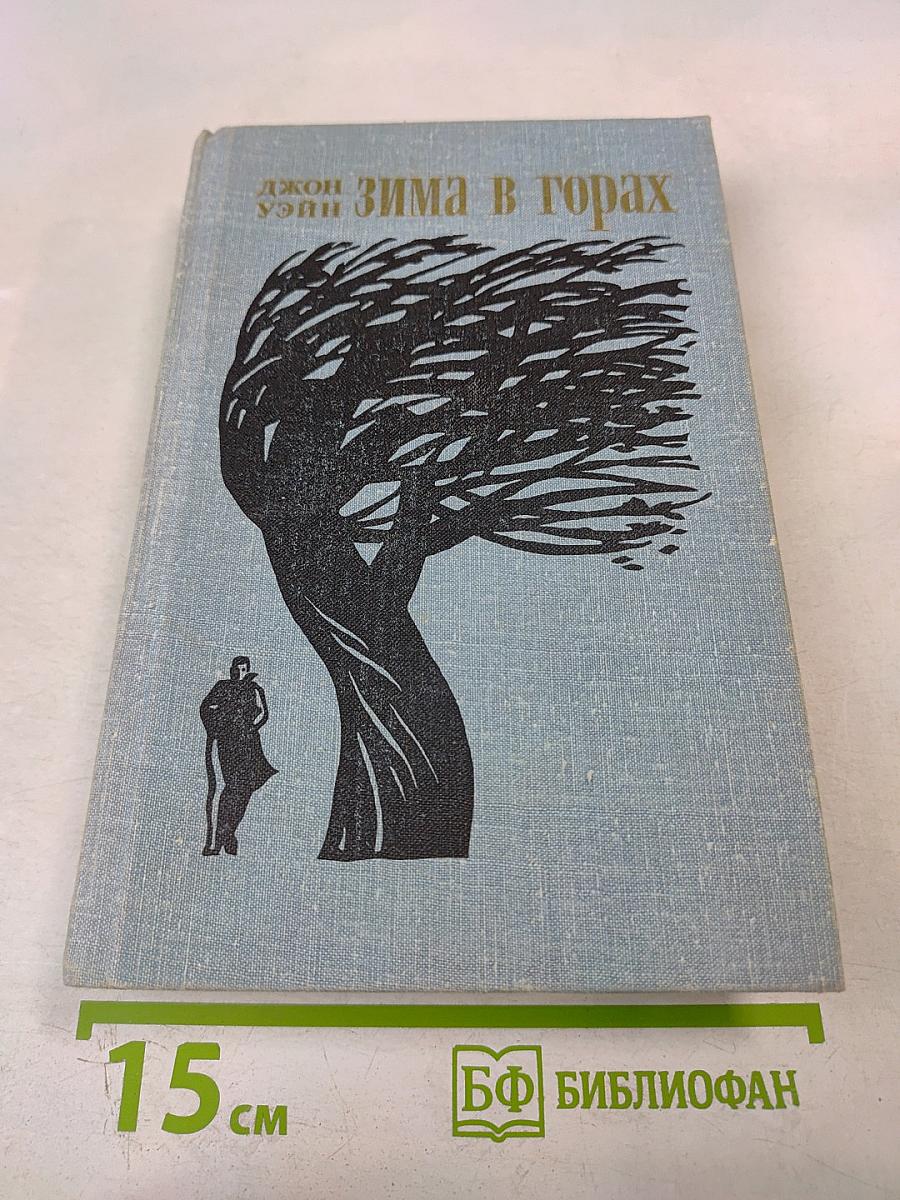 ДЖОН
УЭЙН
ЗИМА В ГОРАХ
15 см
БФ БИБЛИОФАН